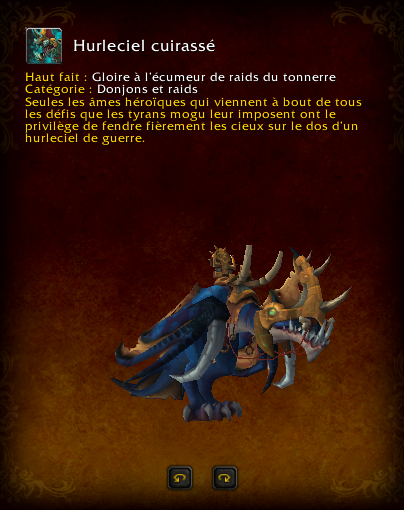 Hurleciel cuirassé
Haut fait : Gloire à l'écumeur de raids du tonnerre
Catégorie : Donjons et raids
Seules les âmes héroïques qui viennent à bout de tous
les défis que les tyrans mogu leur imposent ont le
privilège de fendre fièrement les cieux sur le dos d'un
hurleciel de guerre.